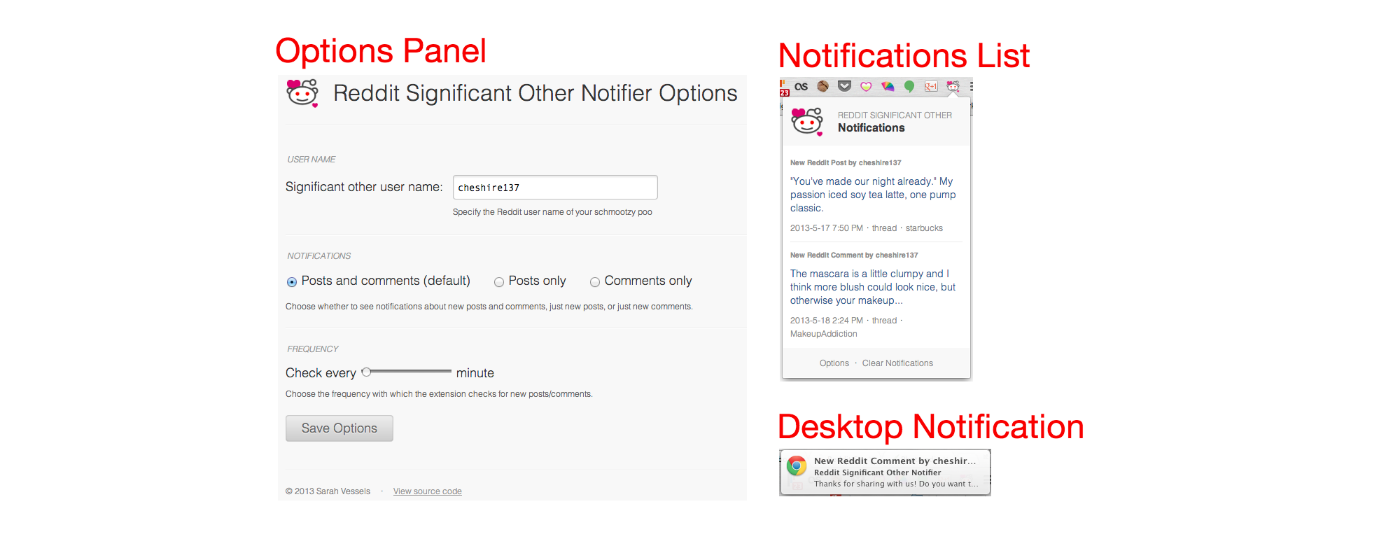 Options Panel
Reddit Significant Other Notifier Options
USER NAME
Significant other user name: cheshire137
Specify the Reddit user name of your schmootzy poo
NOTIFICATIONS
Posts and comments (default) Posts only Comments only
Choose whether to see notifications about new posts and comments, just new posts, or just new comments.
FREQUENCY
Check every minute
Choose the frequency with which the extension checks for new posts/comments.
Save Options
© 2013 Sarah Vessels · View source code
Notifications List
23 OS g+1
REDDIT SIGNIFICANT OTHER
Notifications
New Reddit Post by cheshire137
"You've made our night already." My
passion iced soy tea latte, one pump
classic.
2013-5-17 7:50 PM · thread · starbucks
New Reddit Comment by cheshire137
The mascara is a little clumpy and I
think more blush could look nice, but
otherwise your makeup...
2013-5-18 2:24 PM · thread ·
MakeupAddiction
Options · Clear Notifications
Desktop Notification
New Reddit Comment by cheshir...
Reddit Significant Other Notifier
Thanks for sharing with us! Do you want t...